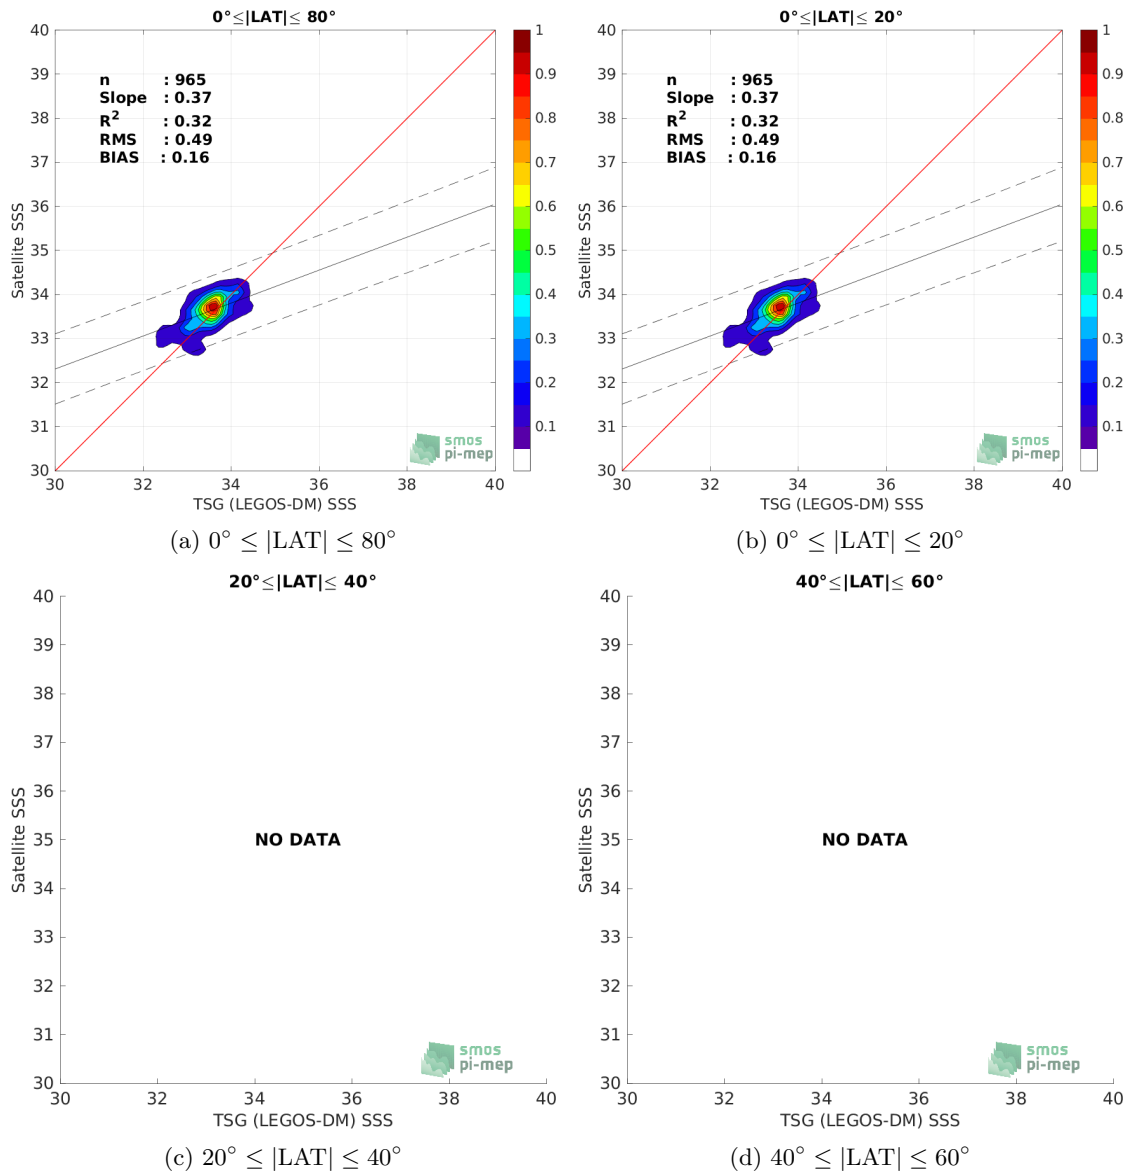 0°≤|LAT|≤ 80°
40
39
38
37
36
35
34
33
32
31
30
30 32 34 36 38 40
Satellite SSS
TSG (LEGOS-DM) SSS
n : 965
Slope : 0.37
R² : 0.32
RMS : 0.49
BIAS : 0.16
1
0.9
0.8
0.7
0.6
0.5
0.4
0.3
0.2
0.1
smos
pi-mep
(a) 0° ≤ |LAT| ≤ 80°
0°≤|LAT|≤ 20°
40
39
38
37
36
35
34
33
32
31
30
30 32 34 36 38 40
Satellite SSS
TSG (LEGOS-DM) SSS
n : 965
Slope : 0.37
R² : 0.32
RMS : 0.49
BIAS : 0.16
1
0.9
0.8
0.7
0.6
0.5
0.4
0.3
0.2
0.1
smos
pi-mep
(b) 0° ≤ |LAT| ≤ 20°
20°≤|LAT|≤ 40°
40
39
38
37
36
35
34
33
32
31
30
30 32 34 36 38 40
Satellite SSS
TSG (LEGOS-DM) SSS
NO DATA
smos
pi-mep
(c) 20° ≤ |LAT| ≤ 40°
40°≤|LAT|≤ 60°
40
39
38
37
36
35
34
33
32
31
30
30 32 34 36 38 40
Satellite SSS
TSG (LEGOS-DM) SSS
NO DATA
smos
pi-mep
(d) 40° ≤ |LAT| ≤ 60°